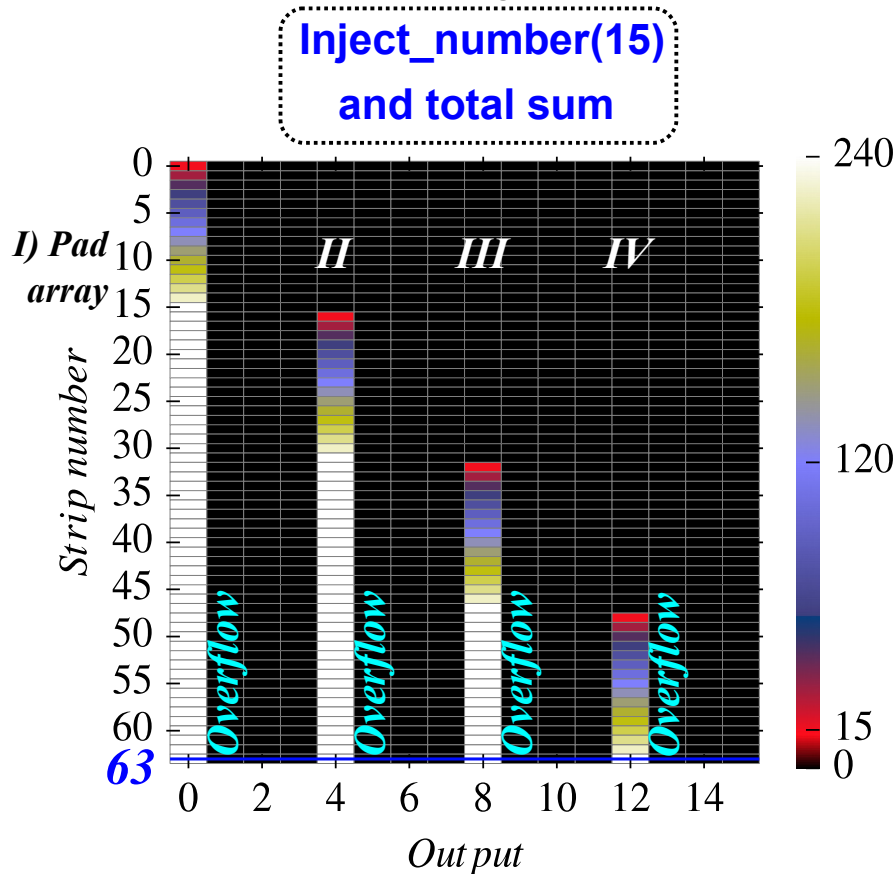 Inject_number(15)
and total sum
0
5
I) Pad
10
array
15
20
25
30
35
40
45
50
55
60
63
Strip number
II
III
IV
Overflow
Overflow
Overflow
Overflow
240
120
15
0
0 2 4 6 8 10 12 14
Output